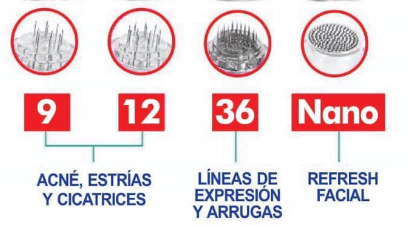 9 12 36 Nano
ACNÉ, ESTRÍAS
Y CICATRICES
LÍNEAS DE
EXPRESIÓN
Y ARRUGAS
REFRESH
FACIAL